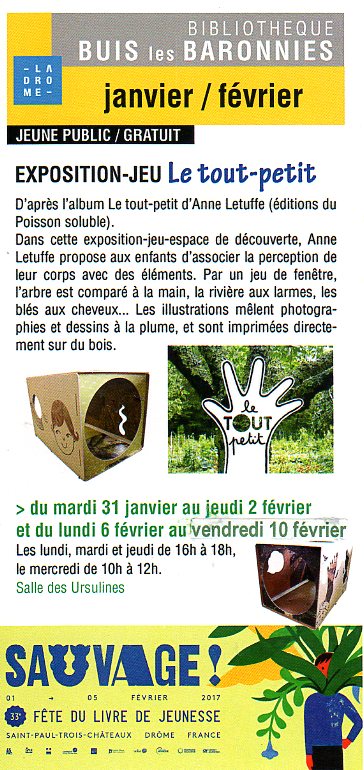 BIBLIOTHEQUE
BUIS les BARONNIES
– L A
D R Ô
M E –
janvier / février
JEUNE PUBLIC / GRATUIT
EXPOSITION-JEU Le tout-petit
D'après l'album Le tout-petit d'Anne Letuffe (éditions du
Poisson soluble).
Dans cette exposition-jeu-espace de découverte, Anne
Letuffe propose aux enfants d'associer la perception de
leur corps avec des éléments. Par un jeu de fenêtre,
l'arbre est comparé à la main, la rivière aux larmes, les
blés aux cheveux... Les illustrations mêlent photogra-
phies et dessins à la plume, et sont imprimées directe-
ment sur du bois.
le
TOUT
petit
> du mardi 31 janvier au jeudi 2 février
et du lundi 6 février au vendredi 10 février
Les lundi, mardi et jeudi de 16h à 18h,
le mercredi de 10h à 12h.
Salle des Ursulines
SAUVAGE !
01 → 05 FÉVRIER 2017
33e FÊTE DU LIVRE DE JEUNESSE
SAINT-PAUL-TROIS-CHÂTEAUX DRÔME FRANCE